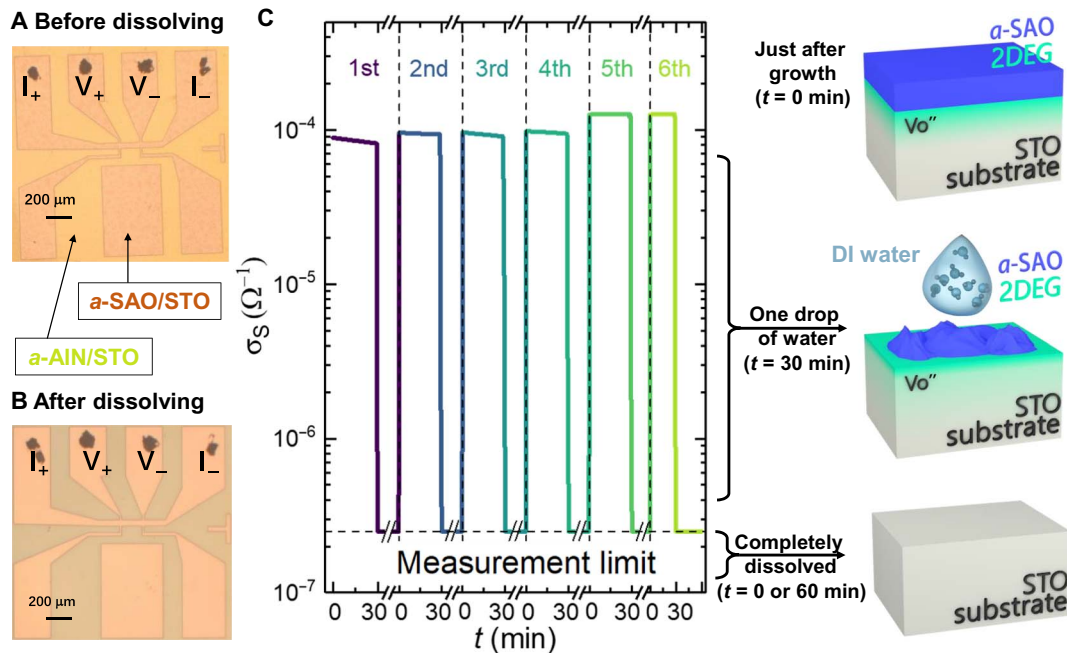 A Before dissolving
I+ V+ V− I−
200 µm
a-SAO/STO
a-AlN/STO
B After dissolving
I+ V+ V− I−
200 µm
C
1st 2nd 3rd 4th 5th 6th
10−4
10−5
10−6
10−7
σS (Ω−1)
Measurement limit
0 30 0 30 0 30 0 30 0 30 0 30
t (min)
Just after
growth
(t = 0 min)
a-SAO
2DEG
Vo''
STO
substrate
One drop
of water
(t = 30 min)
DI water
a-SAO
2DEG
Vo''
STO
substrate
Completely
dissolved
(t = 0 or 60 min)
STO
substrate